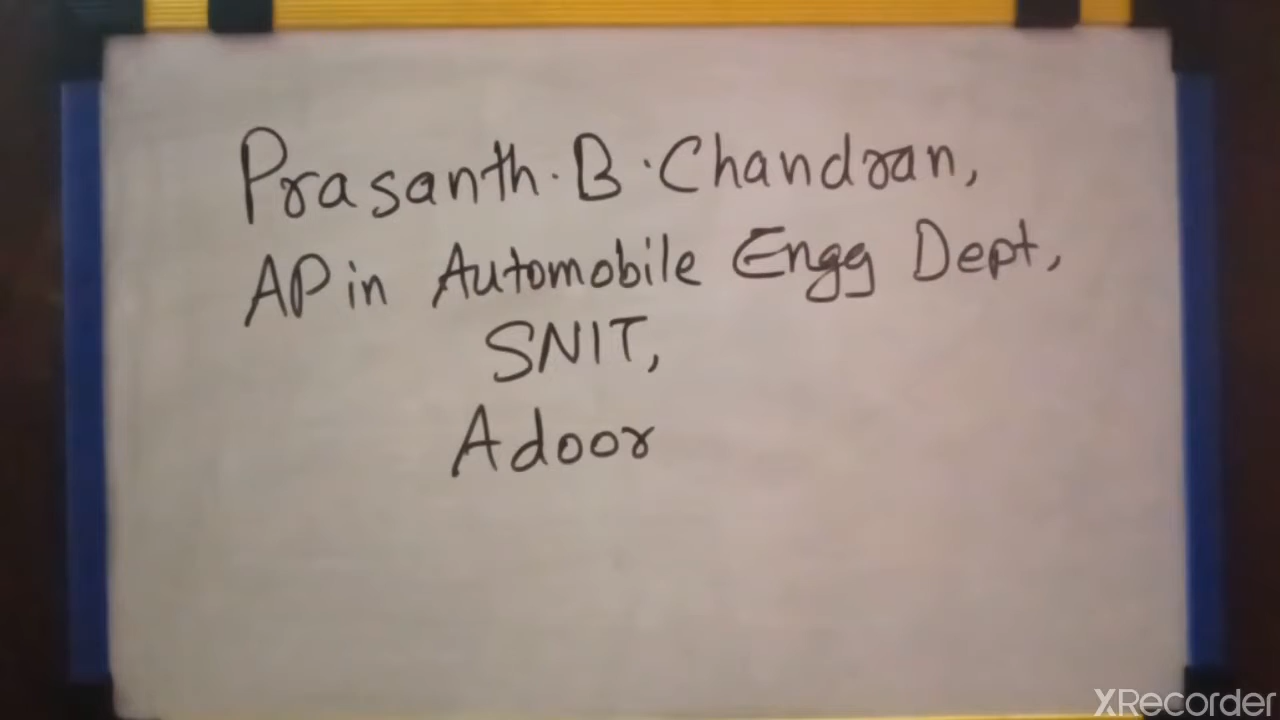 Prasanth.B.Chandran,
AP in Automobile Engg Dept,
SNIT,
Adoor
XRecorder